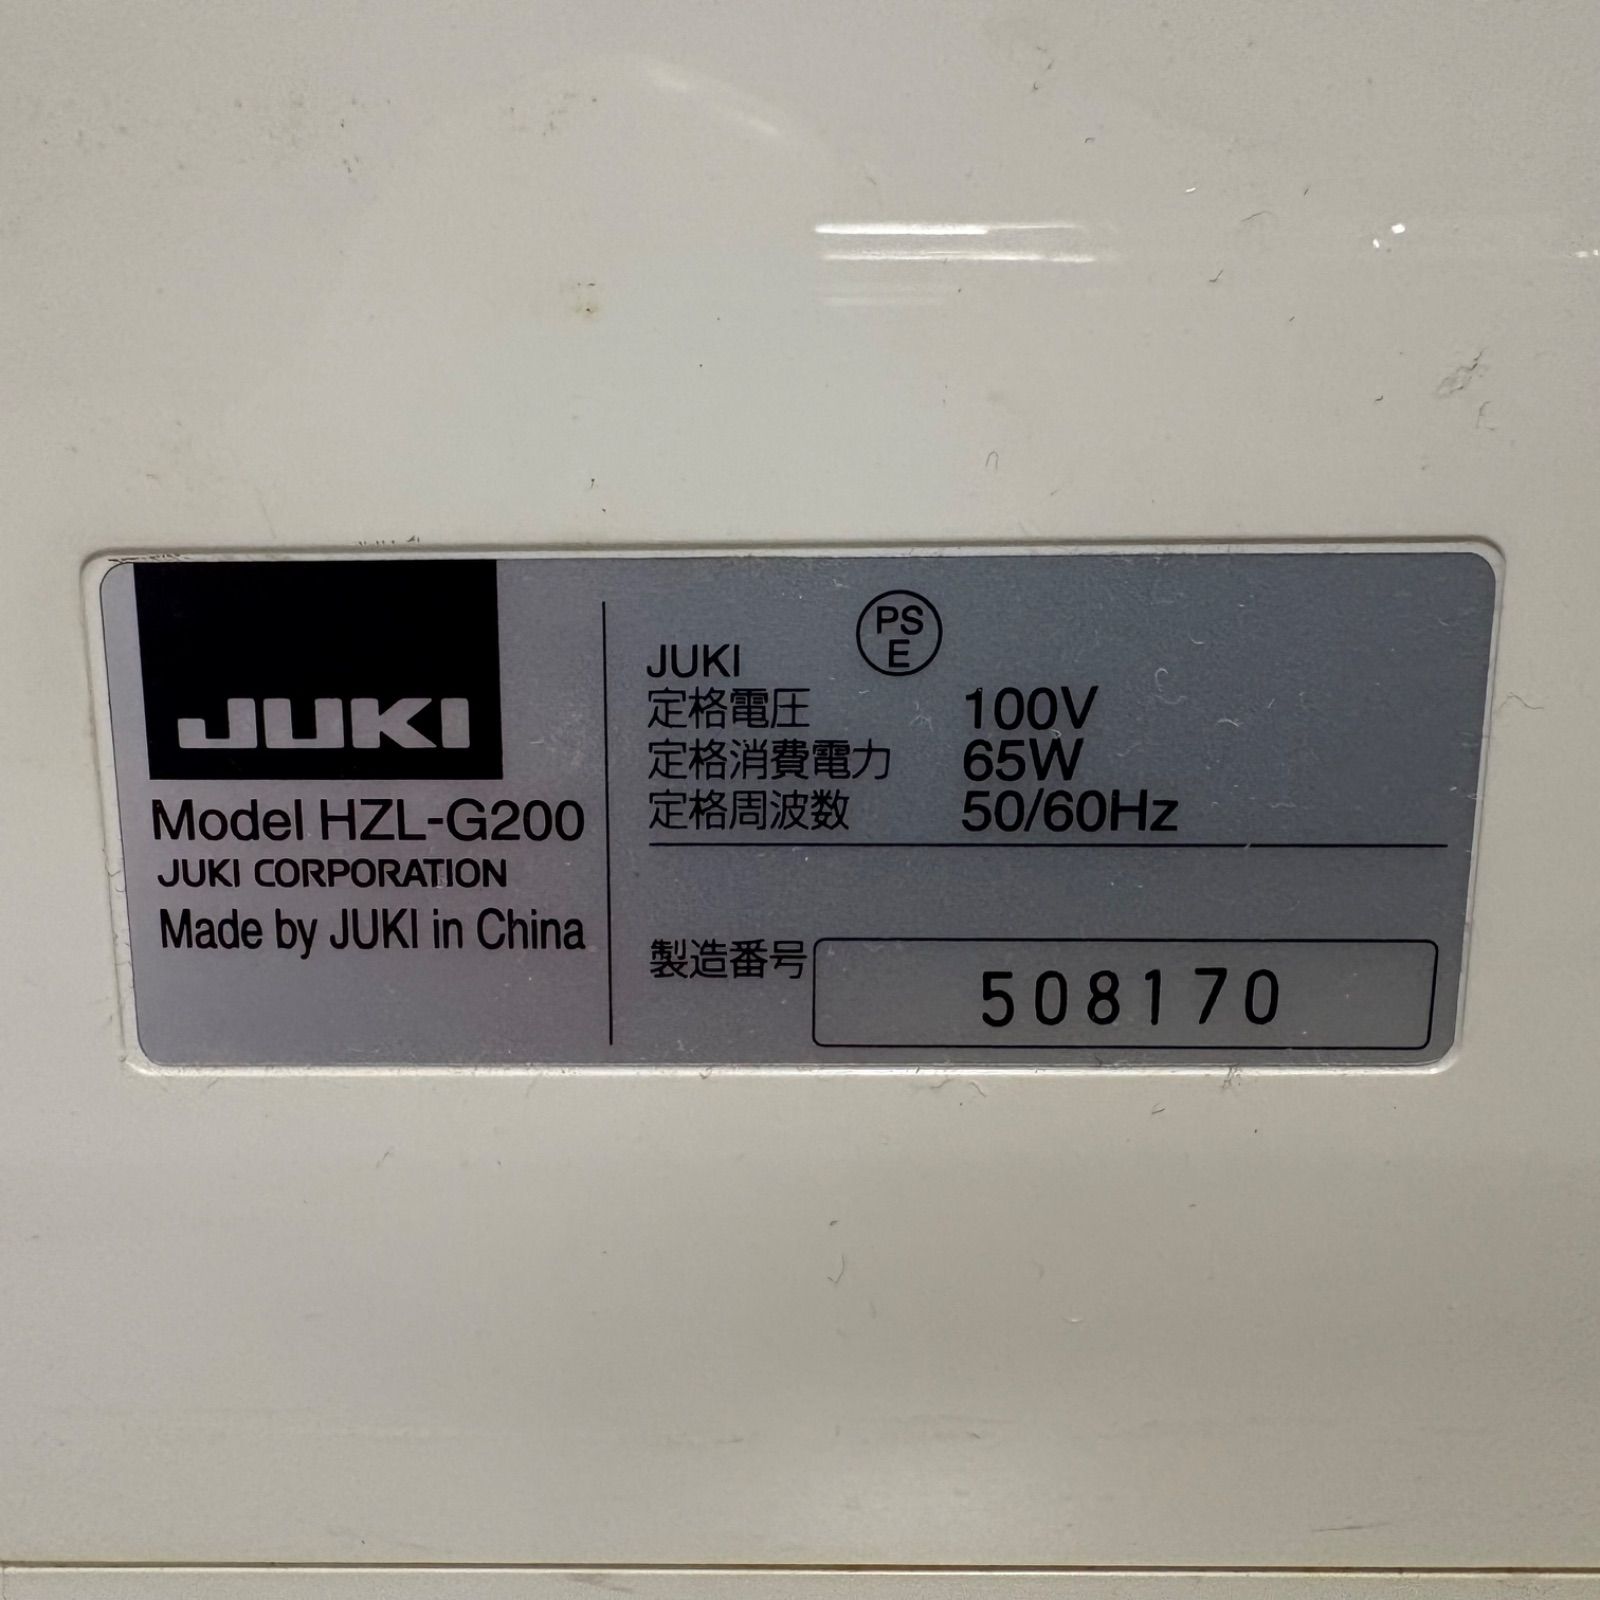 JUKI
Model HZL-G200
JUKI CORPORATION
Made by JUKI in China
PS
E
JUKI
定格電圧 100V
定格消費電力 65W
定格周波数 50/60Hz
製造番号 508170